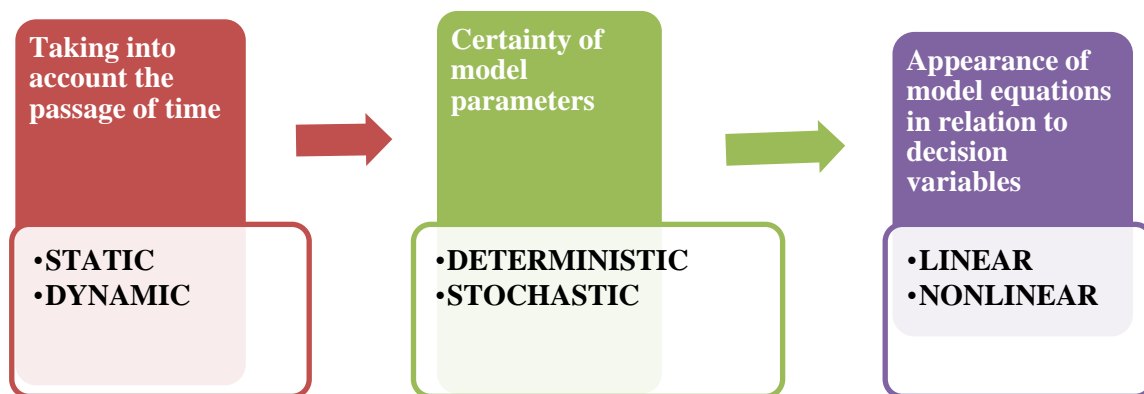 Taking into
account the
passage of time
•STATIC
•DYNAMIC
Certainty of
model
parameters
•DETERMINISTIC
•STOCHASTIC
Appearance of
model equations
in relation to
decision
variables
•LINEAR
•NONLINEAR